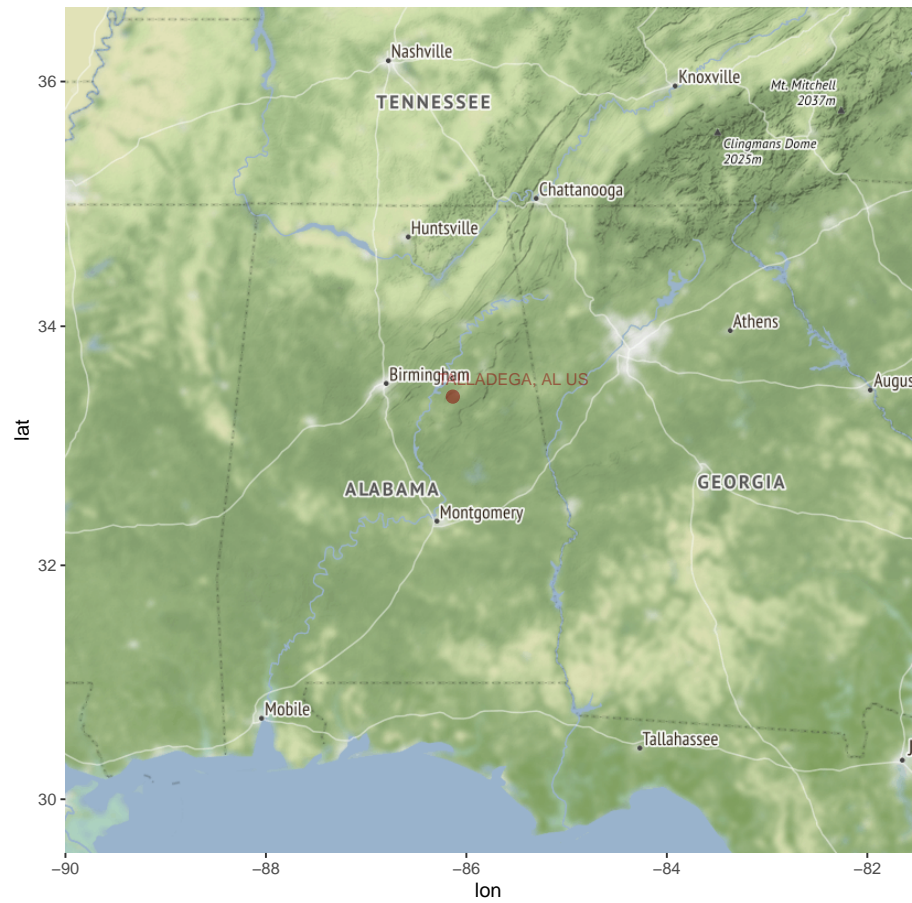 Nashville
36
Knoxville
Mt. Mitchell
2037m
TENNESSEE
Clingmans Dome
2025m
Chattanooga
Huntsville
34
Athens
Birmingham
TALLADEGA, AL US
Augus
lat
ALABAMA
GEORGIA
Montgomery
32
Mobile
Tallahassee
J
30
−90
−88
−86
−84
−82
lon